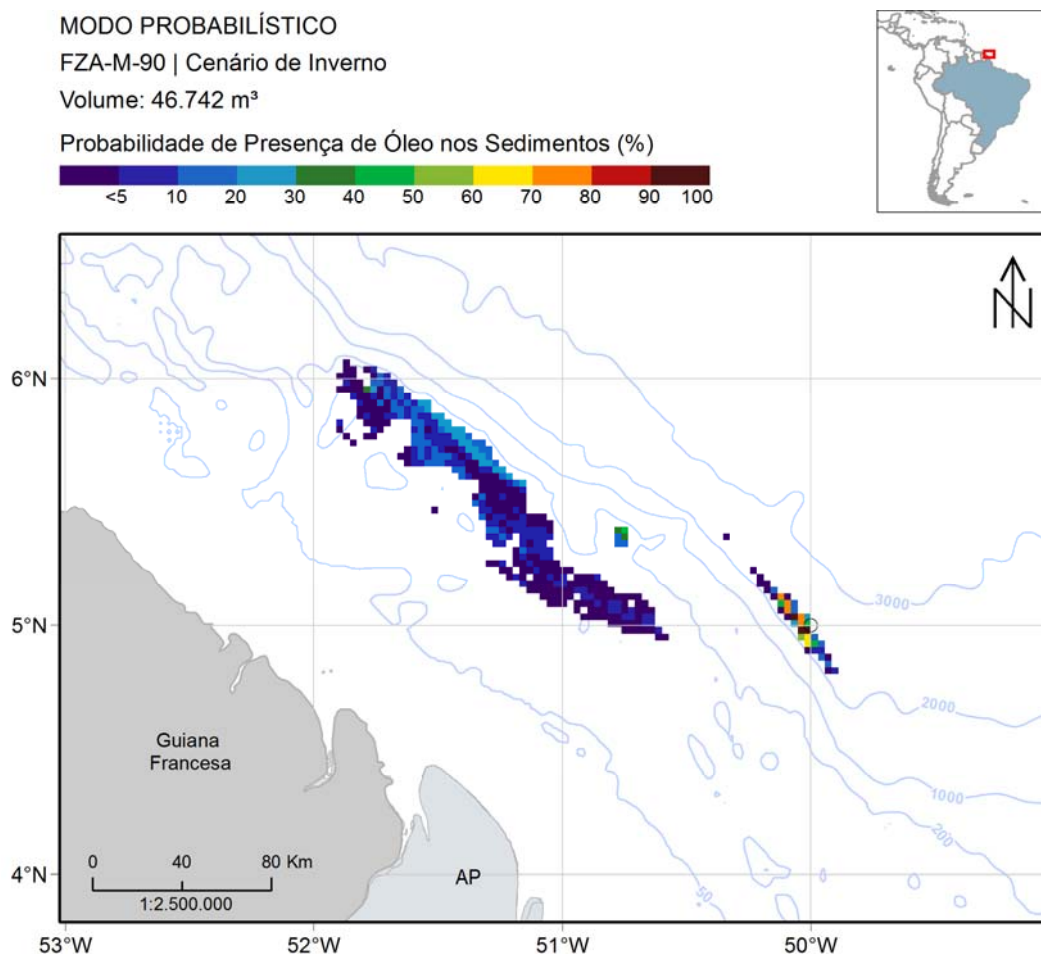 MODO PROBABILÍSTICO
FZA-M-90 | Cenário de Inverno
Volume: 46.742 m³
Probabilidade de Presença de Óleo nos Sedimentos (%)
<5 10 20 30 40 50 60 70 80 90 100
N
6°N
5°N
3000
2000
1000
200
50
Guiana
Francesa
AP
0 40 80 Km
1:2.500.000
4°N
53°W 52°W 51°W 50°W